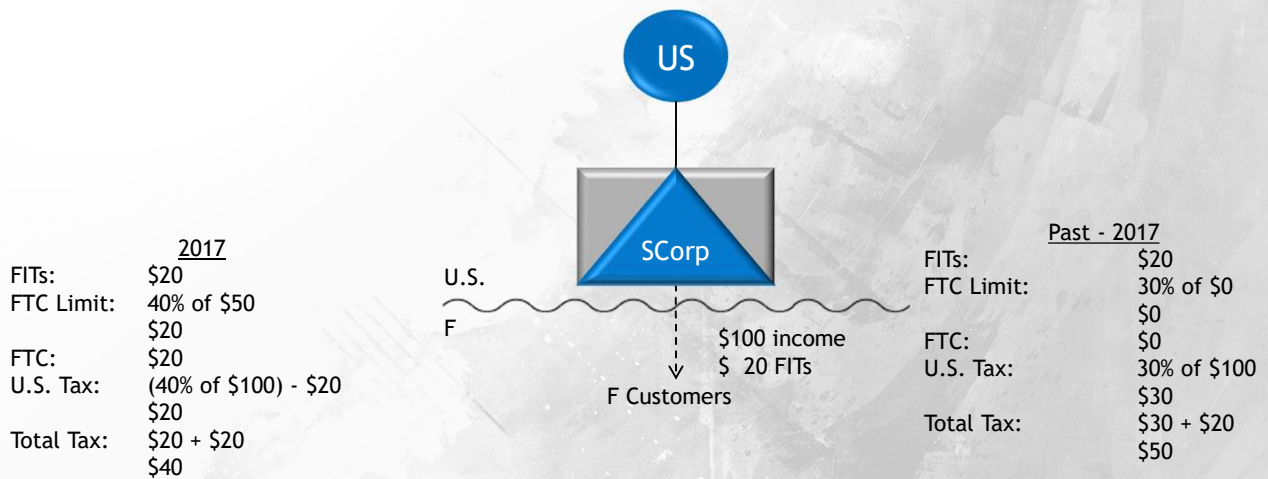 US
SCorp
U.S.
F
$100 income
$ 20 FITs
F Customers
2017
FITs: $20
FTC Limit: 40% of $50
$20
FTC: $20
U.S. Tax: (40% of $100) - $20
$20
Total Tax: $20 + $20
$40
Past - 2017
FITs: $20
FTC Limit: 30% of $0
$0
FTC: $0
U.S. Tax: 30% of $100
$30
Total Tax: $30 + $20
$50